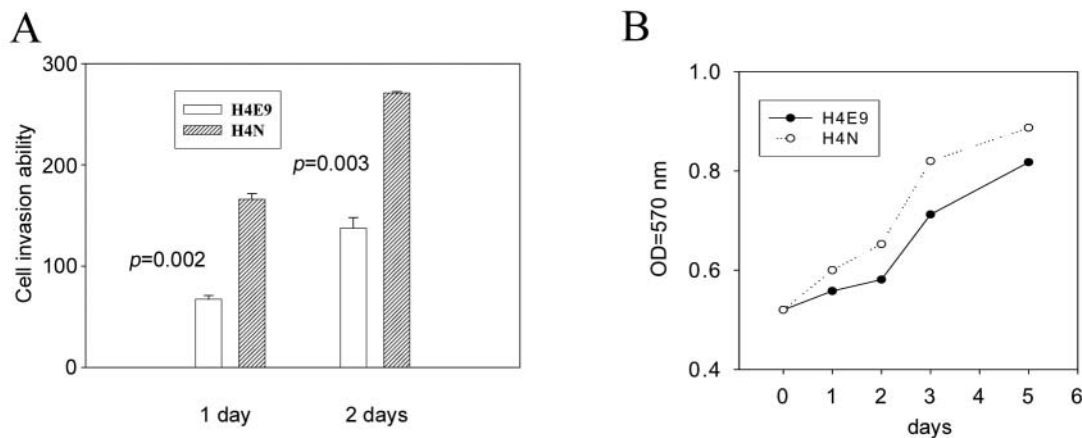 A
Cell invasion ability
300
200
100
0
H4E9
H4N
p=0.002
p=0.003
1 day
2 days
B
OD=570 nm
1.0
0.8
0.6
0.4
H4E9
H4N
0 1 2 3 4 5 6
days